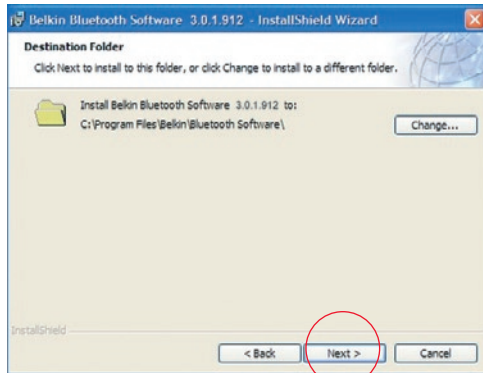 Belkin Bluetooth Software 3.0.1.912 - InstallShield Wizard
Destination Folder
Click Next to install to this folder, or click Change to install to a different folder.
Install Belkin Bluetooth Software 3.0.1.912 to:
C:\Program Files\Belkin\Bluetooth Software\
Change...
InstallShield
< Back
Next >
Cancel